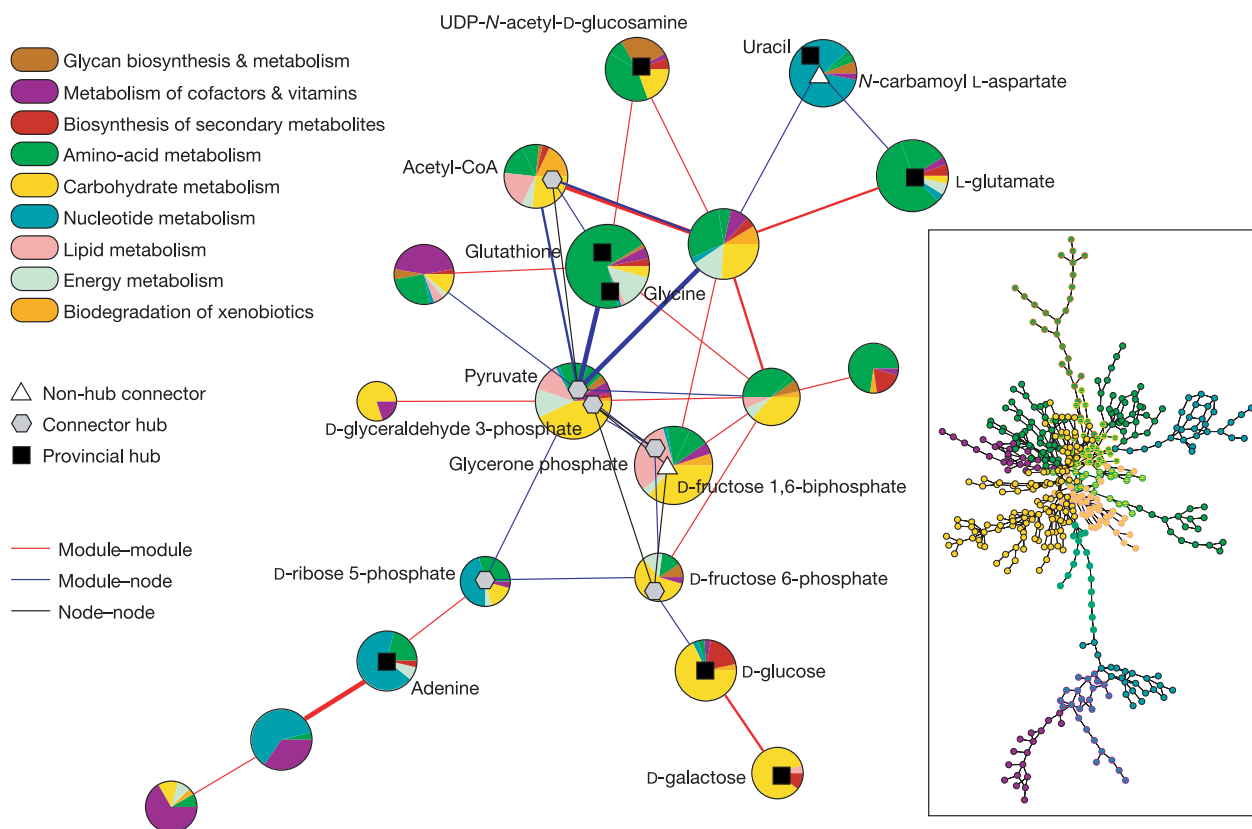 Glycan biosynthesis & metabolism
Metabolism of cofactors & vitamins
Biosynthesis of secondary metabolites
Amino-acid metabolism
Carbohydrate metabolism
Nucleotide metabolism
Lipid metabolism
Energy metabolism
Biodegradation of xenobiotics
Non-hub connector
Connector hub
Provincial hub
Module–module
Module–node
Node–node
UDP-N-acetyl-D-glucosamine
Uracil
N-carbamoyl L-aspartate
Acetyl-CoA
L-glutamate
Glutathione
Glycine
Pyruvate
D-glyceraldehyde 3-phosphate
Glycerone phosphate
D-fructose 1,6-biphosphate
D-ribose 5-phosphate
D-fructose 6-phosphate
Adenine
D-glucose
D-galactose